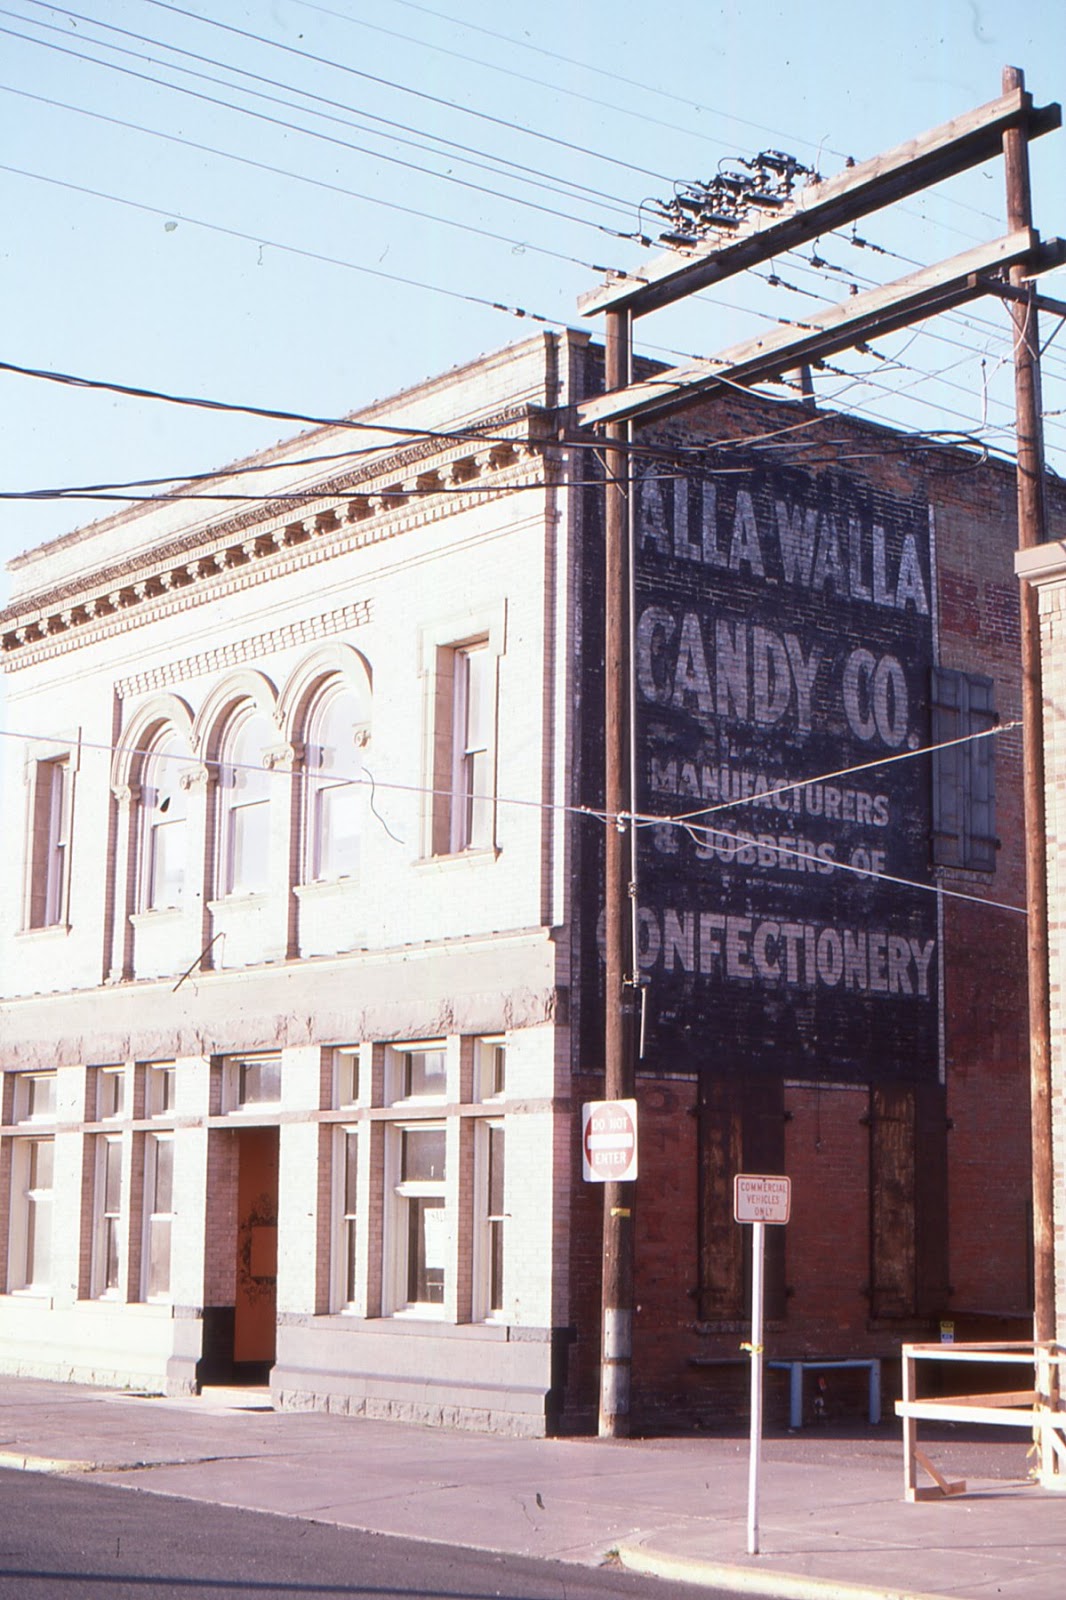 ALLA WALLA
CANDY CO.
MANUFACTURERS
& JOBBERS OF
CONFECTIONERY
DO NOT
ENTER
COMMERCIAL
VEHICLES
ONLY